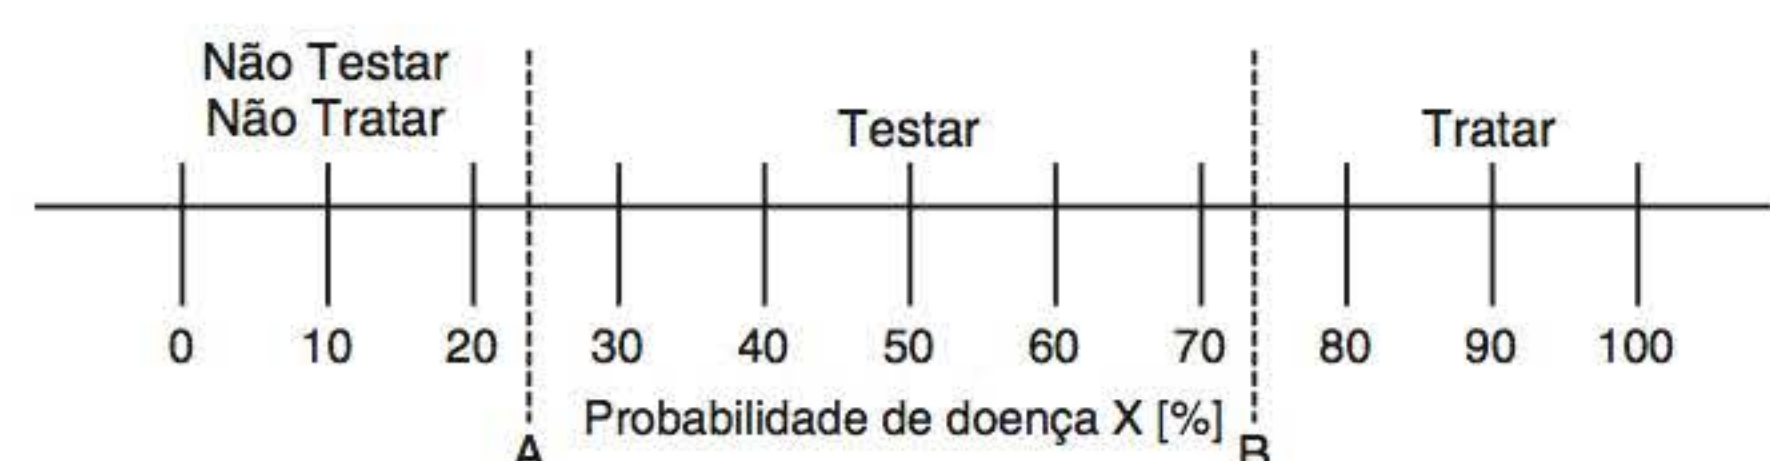 Não Testar
Não Tratar
Testar
Tratar
0 10 20 30 40 50 60 70 80 90 100
Probabilidade de doença X [%]
A B